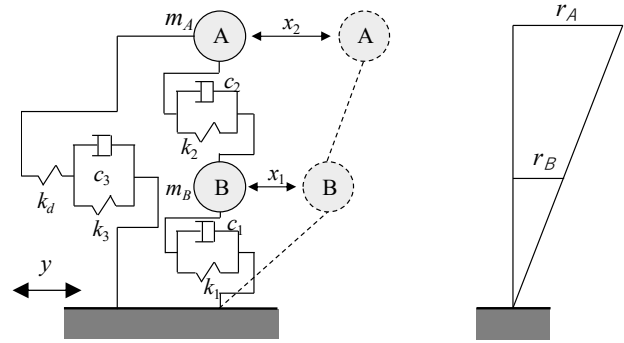 m_A A x_2 A r_A
c_2
k_2
c_3
k_d k_3
m_B B x_1 B r_B
c_1
k_1
y